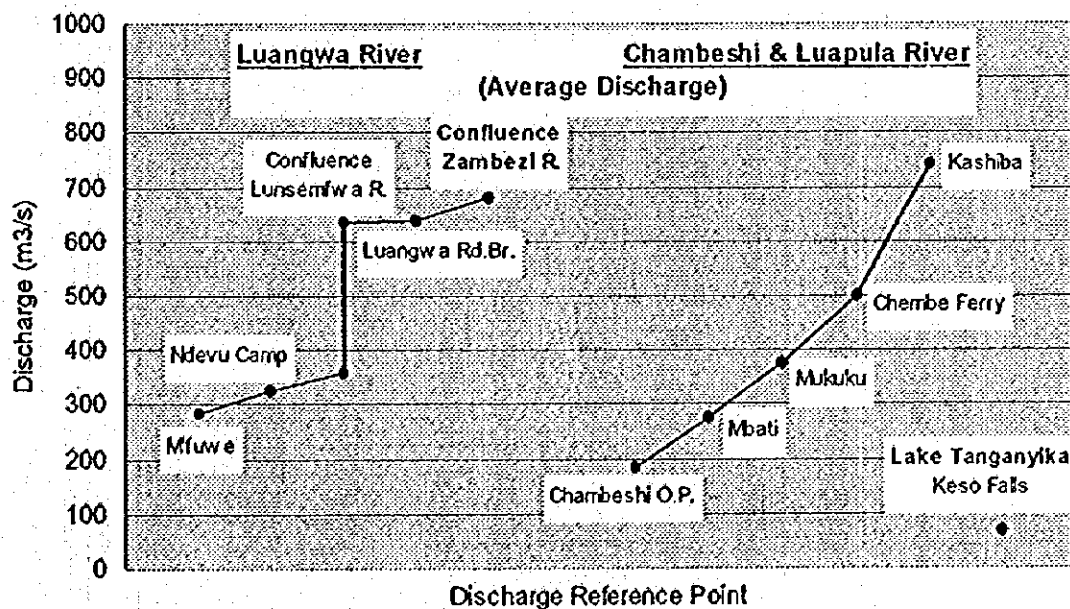 1000
900
800
700
600
500
400
300
200
100
0
Discharge (m3/s)
Luangwa River
Chambeshi & Luapula River
(Average Discharge)
Confluence
Zambezi R.
Confluence
Lunsemfwa R.
Luangwa Rd.Br.
Ndevu Camp
Mfuwe
Kashiba
Chembe Ferry
Mukuku
Mbati
Chambeshi O.P.
Lake Tanganyika
Keso Falls
Discharge Reference Point